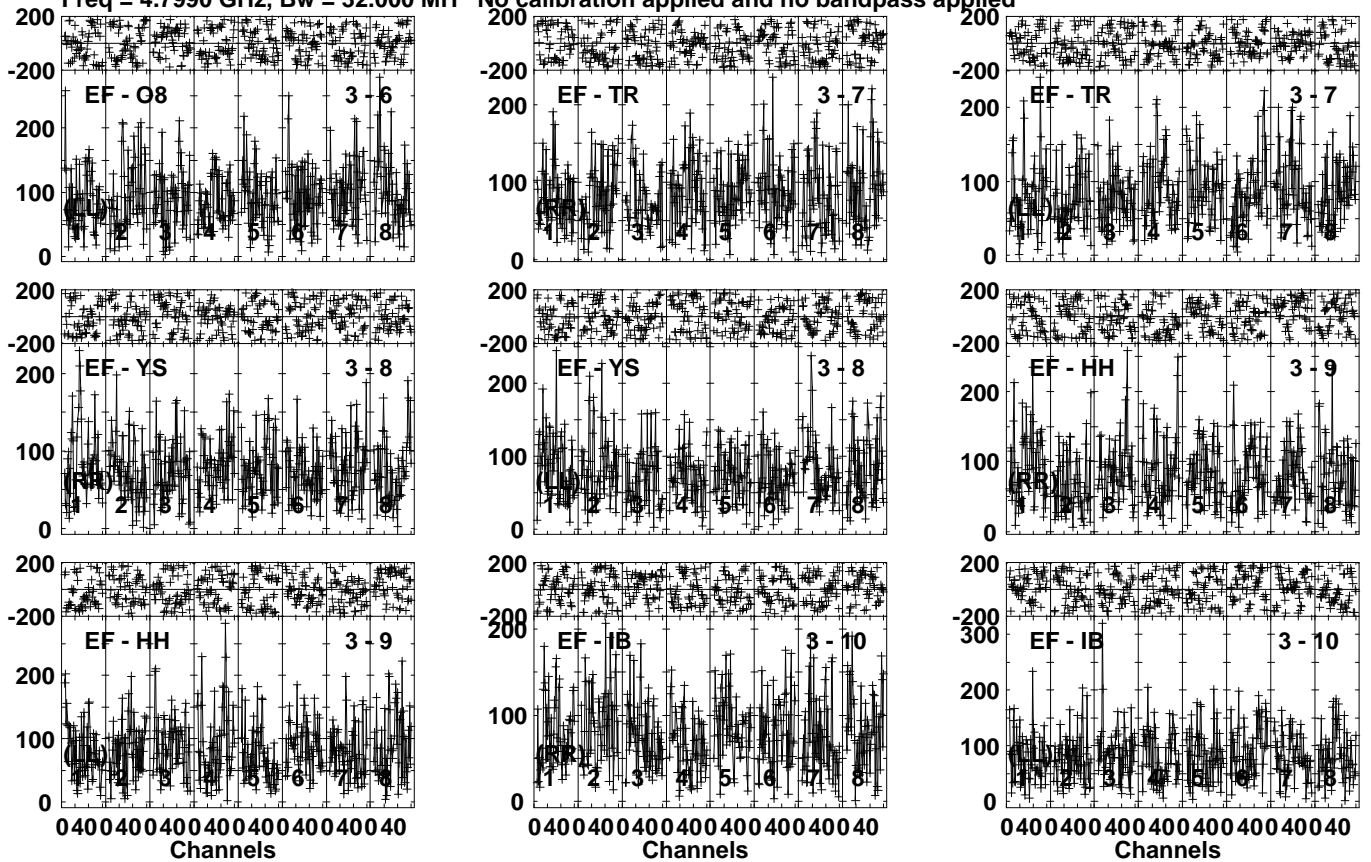 Freq = 4.7990 GHz, Bw = 32.000 MH No calibration applied and no bandpass applied
200 200 200
-200 -200 -200
EF - O8 3 - 6 EF - TR 3 - 7 EF - TR 3 - 7
200 200 200
100 100 100
(LL) (LL) (RR) (LL)
1 2 3 4 5 6 7 8 1 2 3 4 5 6 7 8 1 2 3 4 5 6 7 8
0 0 0
200 200 200
-200 -200 -200
EF - YS 3 - 8 EF - YS 3 - 8 EF - HH 3 - 9
200 200 200
100 100 100
(RR) (LL) (RR)
1 2 3 4 5 6 7 8 1 2 3 4 5 6 7 8 1 2 3 4 5 6 7 8
0 0 0
200 200 200
-200 -200 -200
EF - HH 3 - 9 EF - IB 3 - 10 EF - IB 3 - 10
200 200 300
200
100 100 100
(LL) (RR) (LL)
1 2 3 4 5 6 7 8 1 2 3 4 5 6 7 8 1 2 3 4 5 6 7 8
0 0 0
0 40 0 40 0 40 0 40 0 40 0 40 0 40 0 40 0 40 0 40 0 40 0 40 0 40 0 40 0 40 0 40 0 40 0 40 0 40 0 40 0 40 0 40 0 40 0 40
Channels Channels Channels